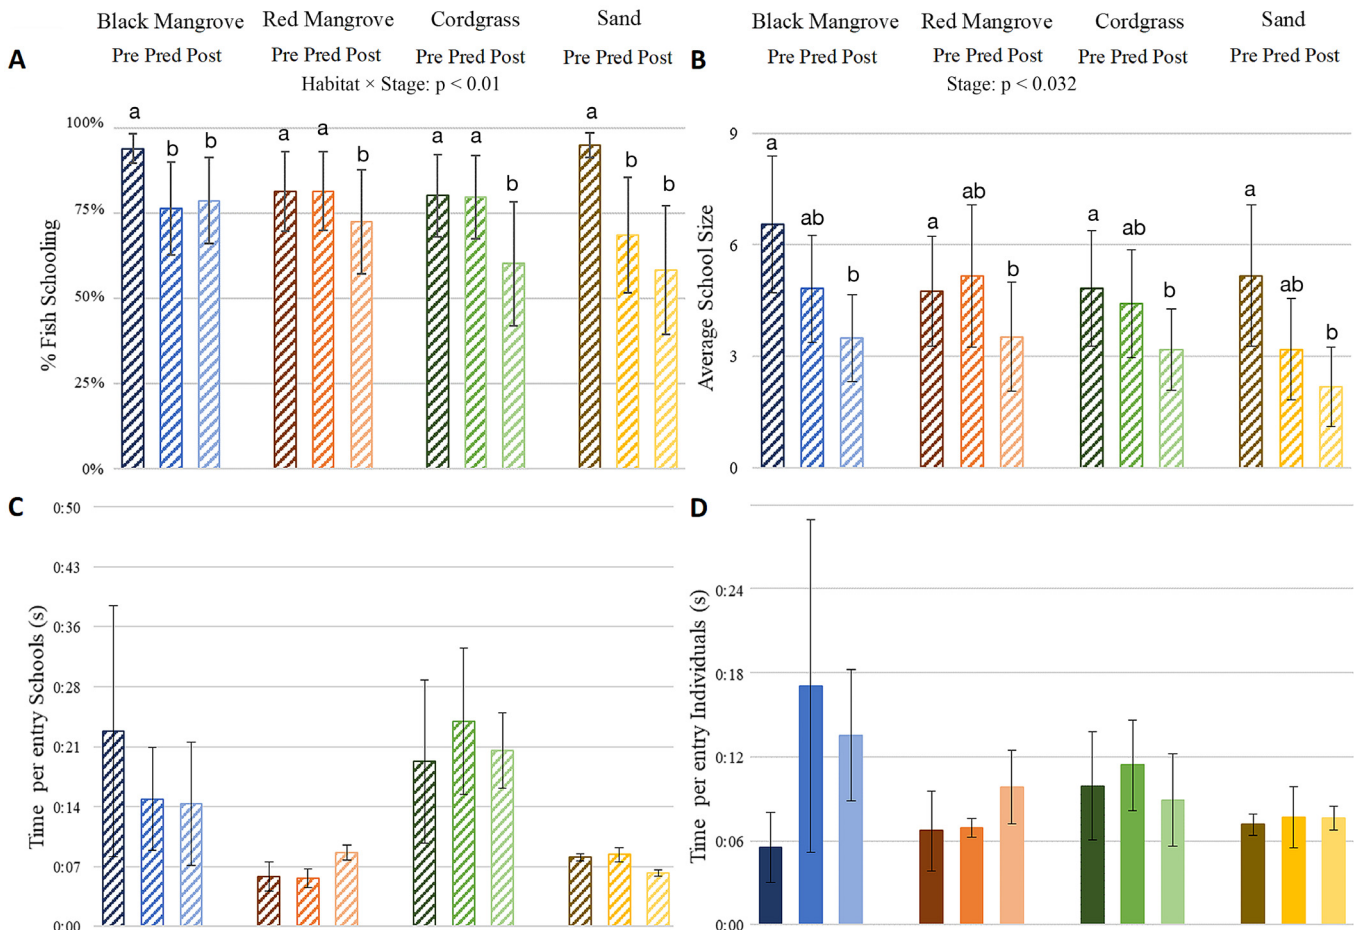 Black Mangrove Red Mangrove Cordgrass Sand
Pre Pred Post Pre Pred Post Pre Pred Post Pre Pred Post
A
Habitat × Stage: p < 0.01
% Fish Schooling
100%
75%
50%
25%
0%
a b b a a b a a b a b b
Black Mangrove Red Mangrove Cordgrass Sand
Pre Pred Post Pre Pred Post Pre Pred Post Pre Pred Post
B
Stage: p < 0.032
Average School Size
9
6
3
0
a ab b a ab b a ab b a ab b
C
Time per entry Schools (s)
0:50
0:43
0:36
0:28
0:21
0:14
0:07
0:00
D
Time per entry Individuals (s)
0:24
0:18
0:12
0:06
0:00